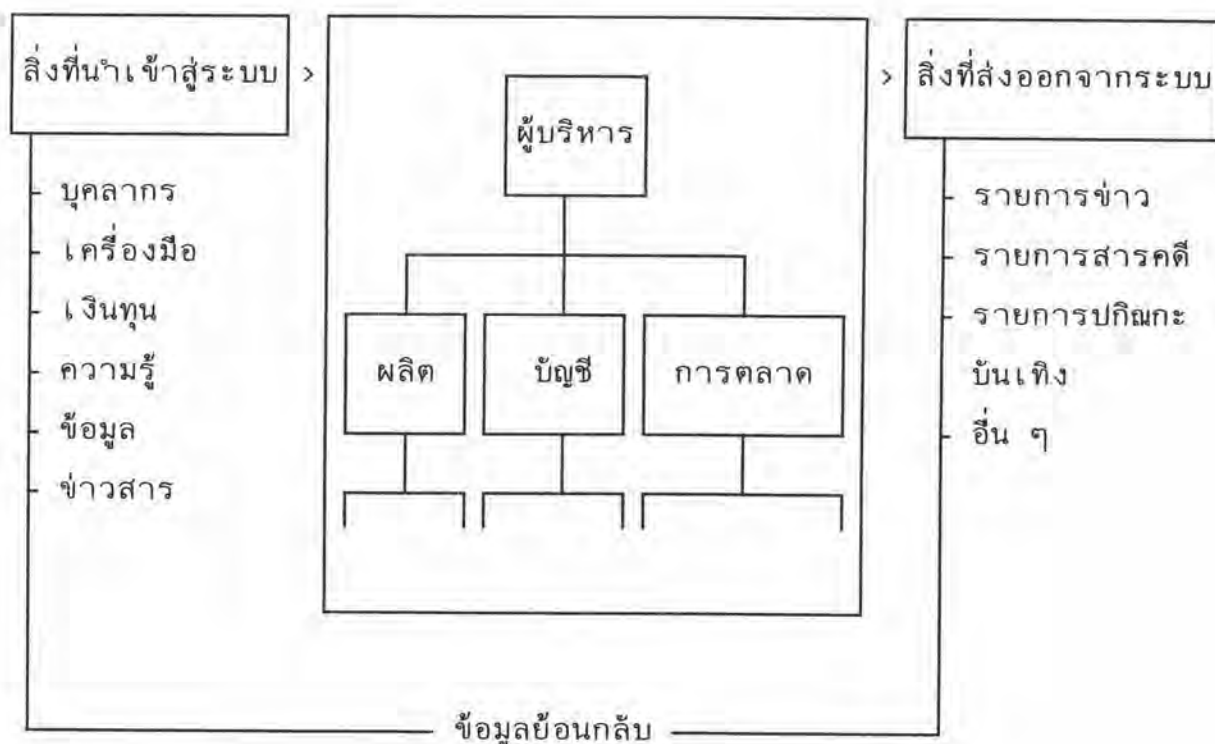 สิ่งที่นำเข้าสู่ระบบ >
> สิ่งที่ส่งออกจากระบบ
ผู้บริหาร
- บุคลากร
- เครื่องมือ
- เงินทุน
- ความรู้
- ข้อมูล
- ข่าวสาร
ผลิต
บัญชี
การตลาด
- รายการข่าว
- รายการสารคดี
- รายการปกิณกะ
บันเทิง
- อื่น ๆ
ข้อมูลย้อนกลับ